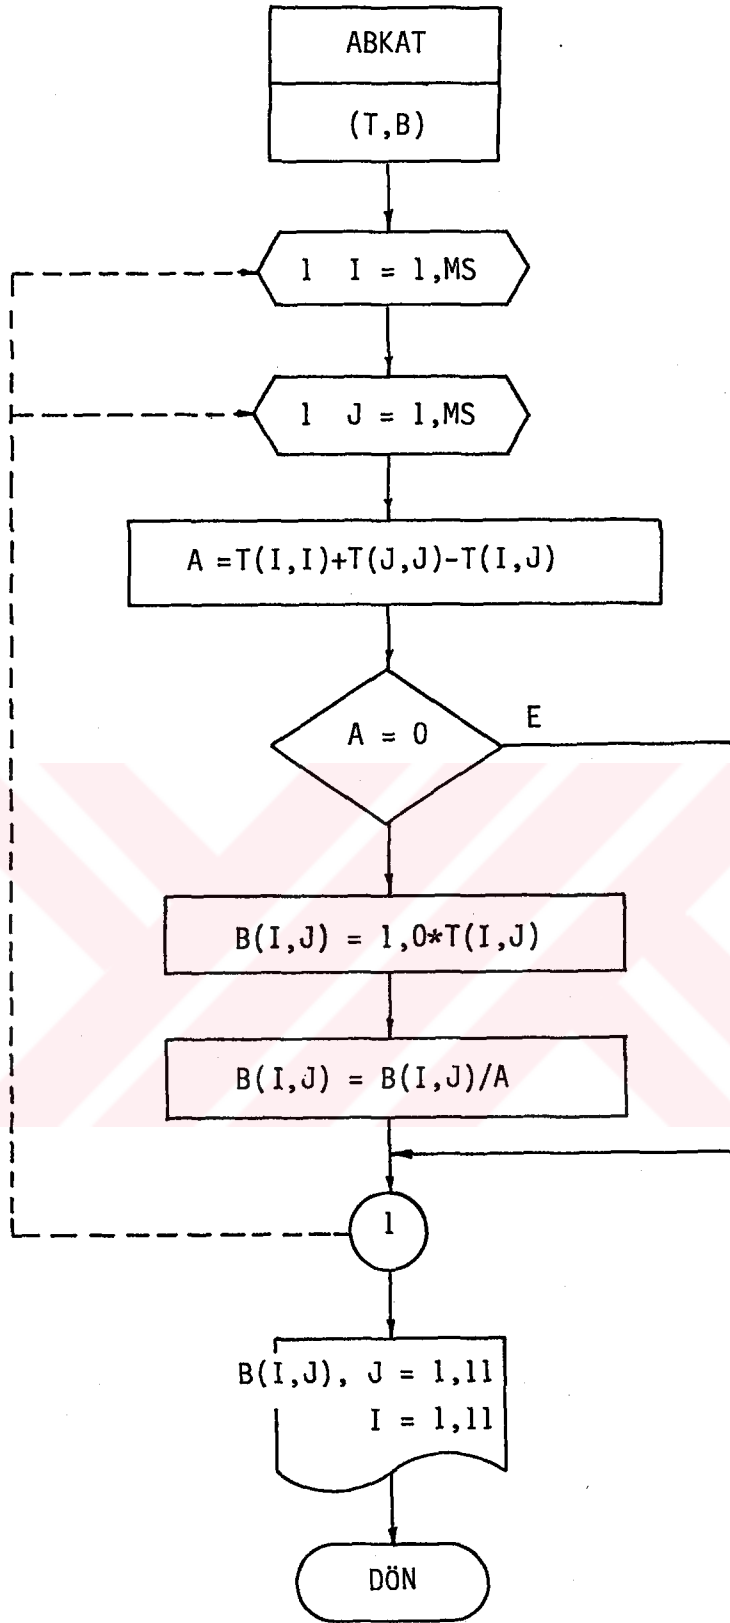 ABKAT
(T,B)
1 I = 1,MS
1 J = 1,MS
A =T(I,I)+T(J,J)-T(I,J)
A = 0
E
B(I,J) = 1,0*T(I,J)
B(I,J) = B(I,J)/A
1
B(I,J), J = 1,11
I = 1,11
DÖN